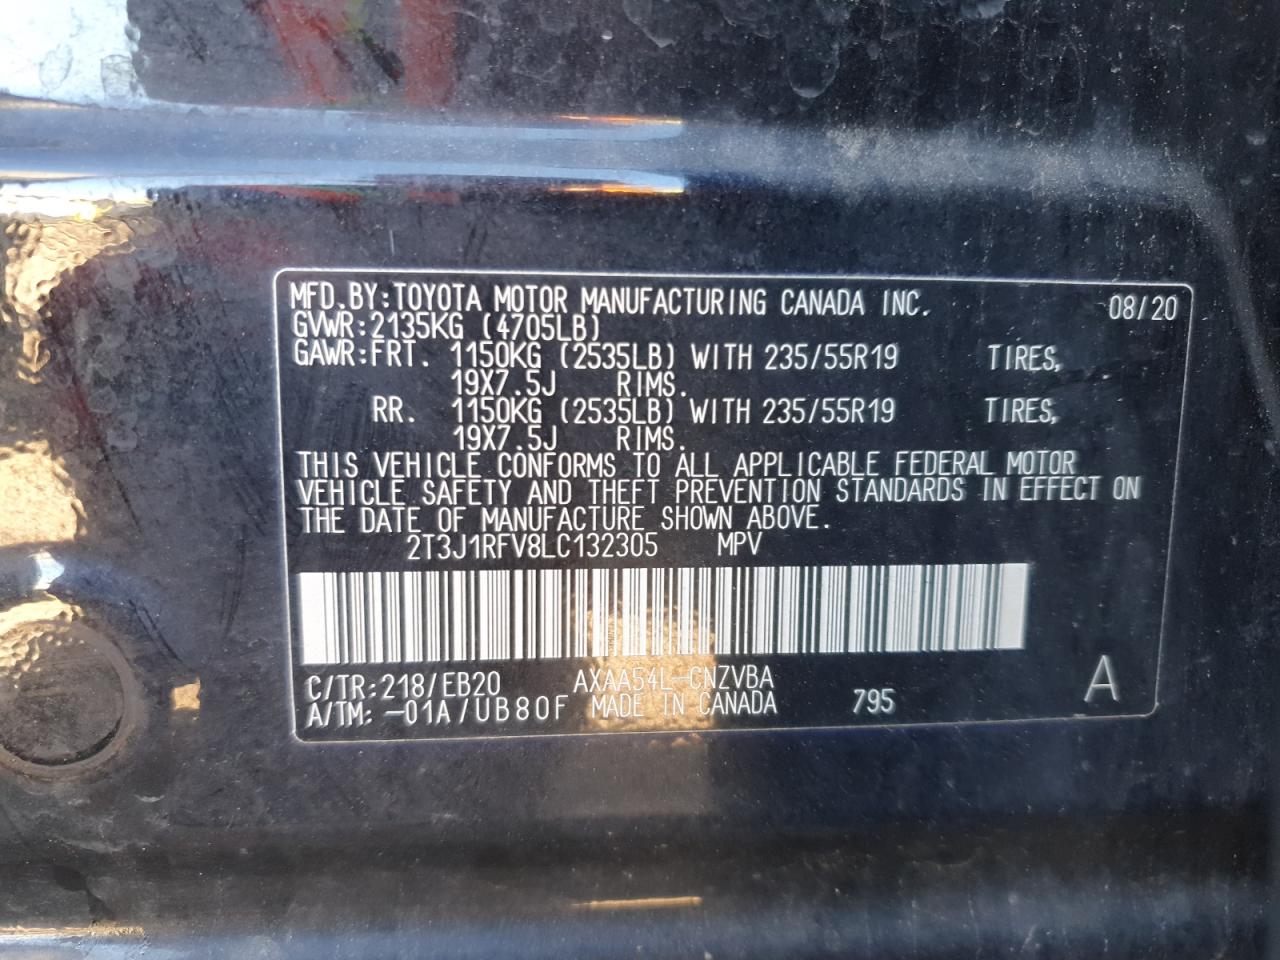 MFD.BY:TOYOTA MOTOR MANUFACTURING CANADA INC. 08/20
GVWR:2135KG (4705LB)
GAWR:FRT. 1150KG (2535LB) WITH 235/55R19 TIRES,
19X7.5J RIMS.
RR. 1150KG (2535LB) WITH 235/55R19 TIRES,
19X7.5J RIMS.
THIS VEHICLE CONFORMS TO ALL APPLICABLE FEDERAL MOTOR
VEHICLE SAFETY AND THEFT PREVENTION STANDARDS IN EFFECT ON
THE DATE OF MANUFACTURE SHOWN ABOVE.
2T3J1RFV8LC132305 MPV
C/TR:218/EB20 AXAA54L-CNZVBA
A/TM:-01A/UB80F MADE IN CANADA 795 A